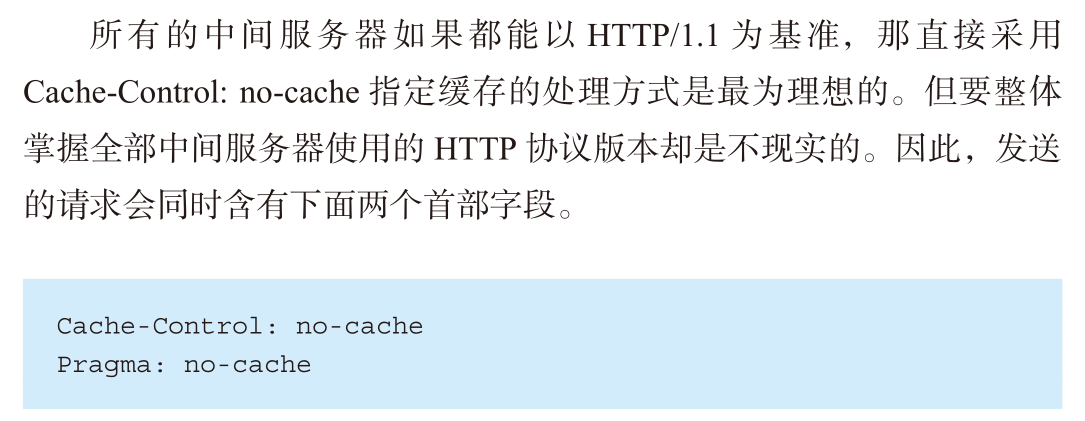 所有的中间服务器如果都能以 HTTP/1.1 为基准，那直接采用
Cache-Control: no-cache 指定缓存的处理方式是最为理想的。但要整体
掌握全部中间服务器使用的 HTTP 协议版本却是不现实的。因此，发送
的请求会同时含有下面两个首部字段。
Cache-Control: no-cache
Pragma: no-cache